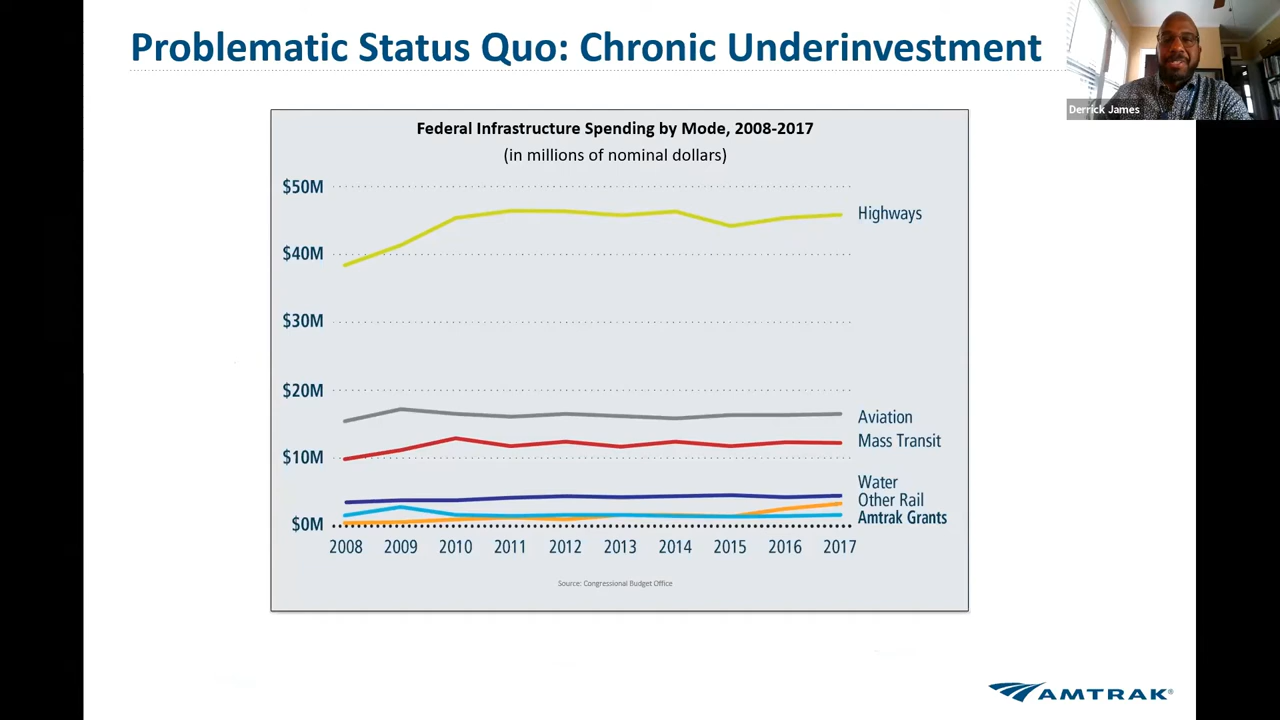 Problematic Status Quo: Chronic Underinvestment
Derrick James
Federal Infrastructure Spending by Mode, 2008-2017
(in millions of nominal dollars)
$50M
Highways
$40M
$30M
$20M
Aviation
Mass Transit
$10M
Water
Other Rail
Amtrak Grants
$0M
2008 2009 2010 2011 2012 2013 2014 2015 2016 2017
Source: Congressional Budget Office
AMTRAK®